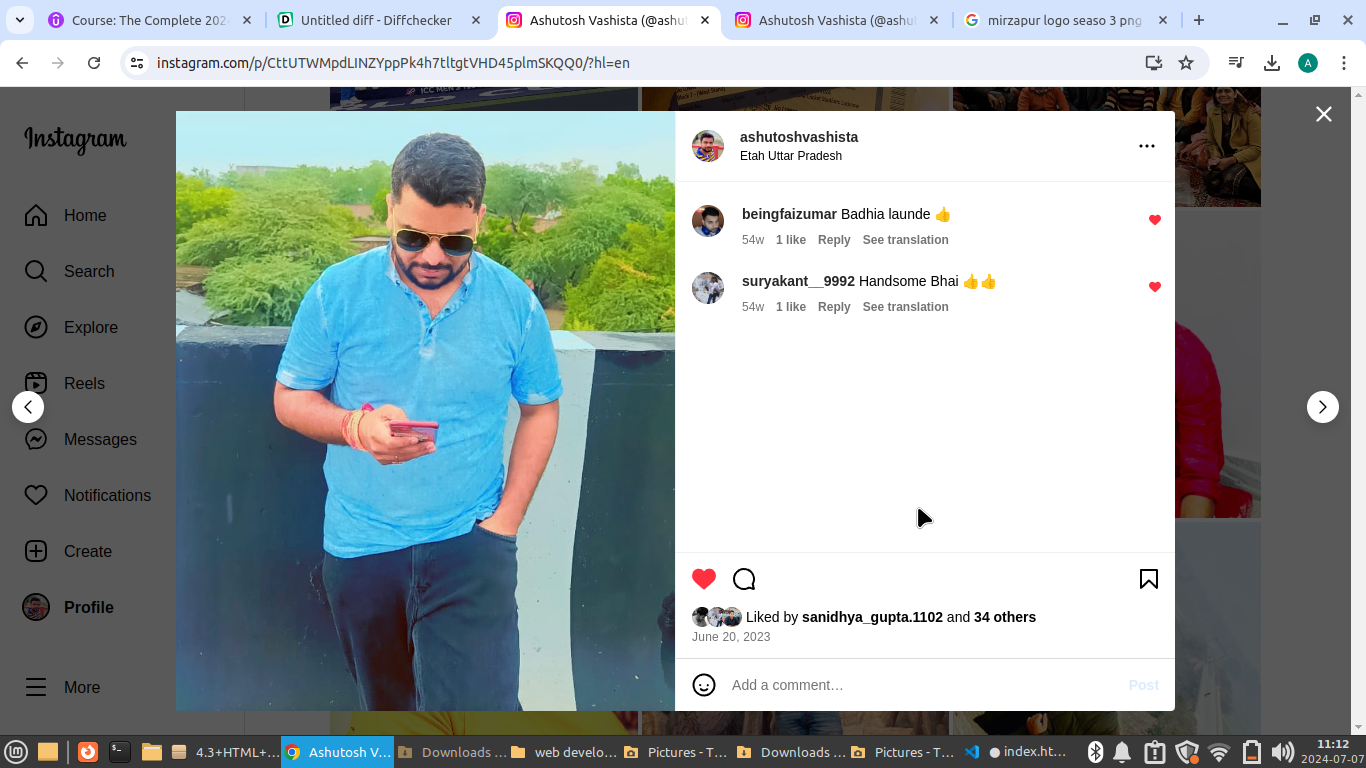 Course: The Complete 202
Untitled diff - Diffchecker
Ashutosh Vashista (@ashu
Ashutosh Vashista (@ashu
mirzapur logo seaso 3 png
instagram.com/p/CttUTWMpdLINZYppPk4h7tltgtVHD45plmSKQQ0/?hl=en
A
ICC MEN'S
Instagram
Home
Search
Explore
Reels
Messages
Notifications
Create
Profile
More
ashutoshvashista
Etah Uttar Pradesh
beingfaizumar Badhia launde 👍
54w 1 like Reply See translation
suryakant__9992 Handsome Bhai 👍👍
54w 1 like Reply See translation
Liked by sanidhya_gupta.1102 and 34 others
June 20, 2023
Add a comment…
Post
4.3+HTML+...
Ashutosh V...
Downloads ...
web develo...
Pictures - T...
Downloads ...
Pictures - T...
index.ht...
11:12
2024-07-07